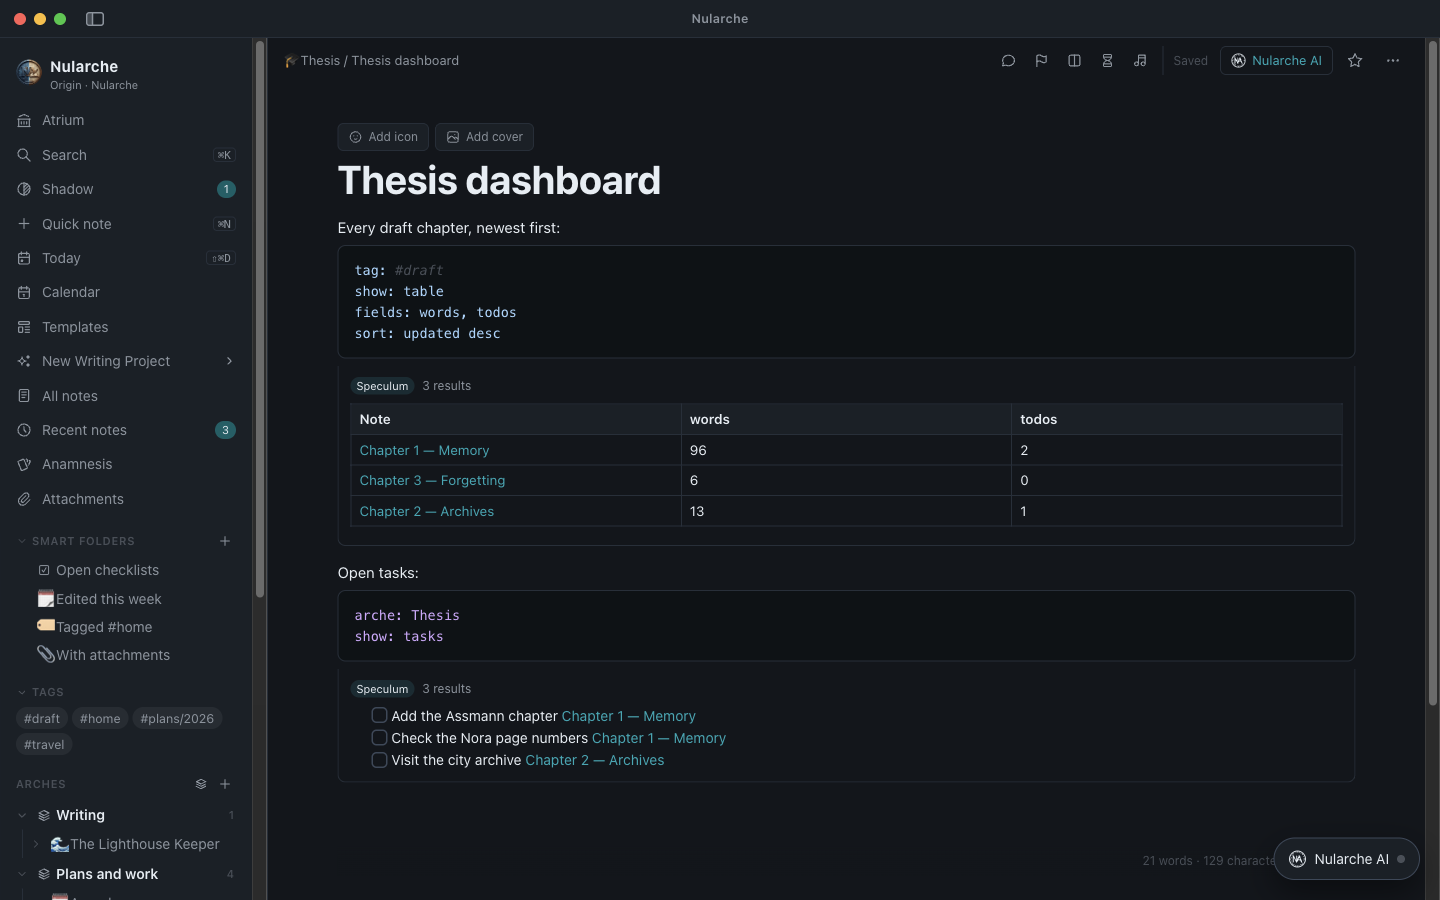 Nularche
Nularche
Origin · Nularche
Atrium
Search ⌘K
Shadow 1
Quick note ⌘N
Today ⇧⌘D
Calendar
Templates
New Writing Project
All notes
Recent notes 3
Anamnesis
Attachments
SMART FOLDERS
Open checklists
Edited this week
Tagged #home
With attachments
TAGS
#draft #home #plans/2026
#travel
ARCHES
Writing 1
The Lighthouse Keeper
Plans and work 4
Thesis / Thesis dashboard
Saved
Nularche AI
Add icon
Add cover
Thesis dashboard
Every draft chapter, newest first:
tag: #draft
show: table
fields: words, todos
sort: updated desc
Speculum 3 results
Note words todos
Chapter 1 — Memory 96 2
Chapter 3 — Forgetting 6 0
Chapter 2 — Archives 13 1
Open tasks:
arche: Thesis
show: tasks
Speculum 3 results
Add the Assmann chapter Chapter 1 — Memory
Check the Nora page numbers Chapter 1 — Memory
Visit the city archive Chapter 2 — Archives
21 words · 129
Nularche AI